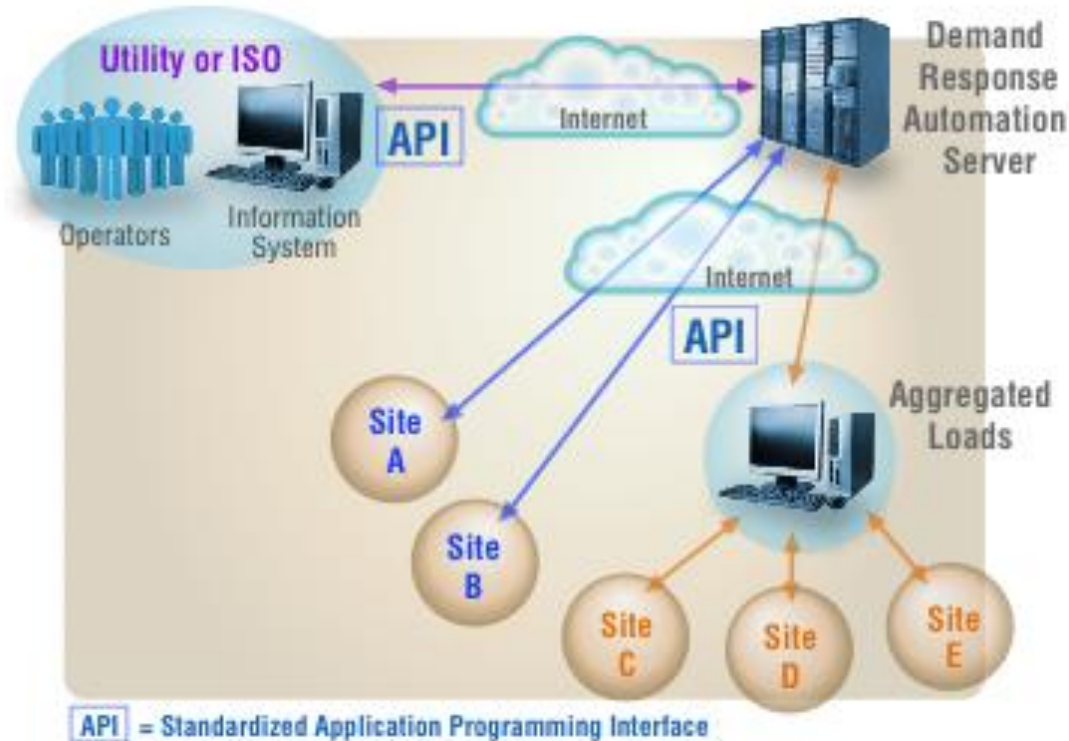 Utility or ISO
Operators
Information
System
API
Internet
Demand
Response
Automation
Server
Internet
API
Site
A
Site
B
Aggregated
Loads
Site
C
Site
D
Site
E
API = Standardized Application Programming Interface